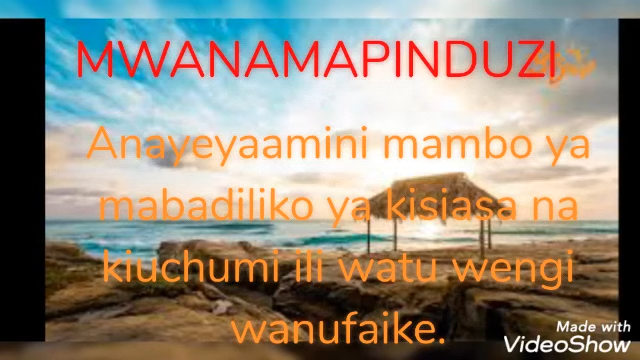 MWANAMAPINDUZI
Anayeyaamini mambo ya
mabadiliko ya kisiasa na
kiuchumi ili watu wengi
wanufaike.
Made with
VideoShow